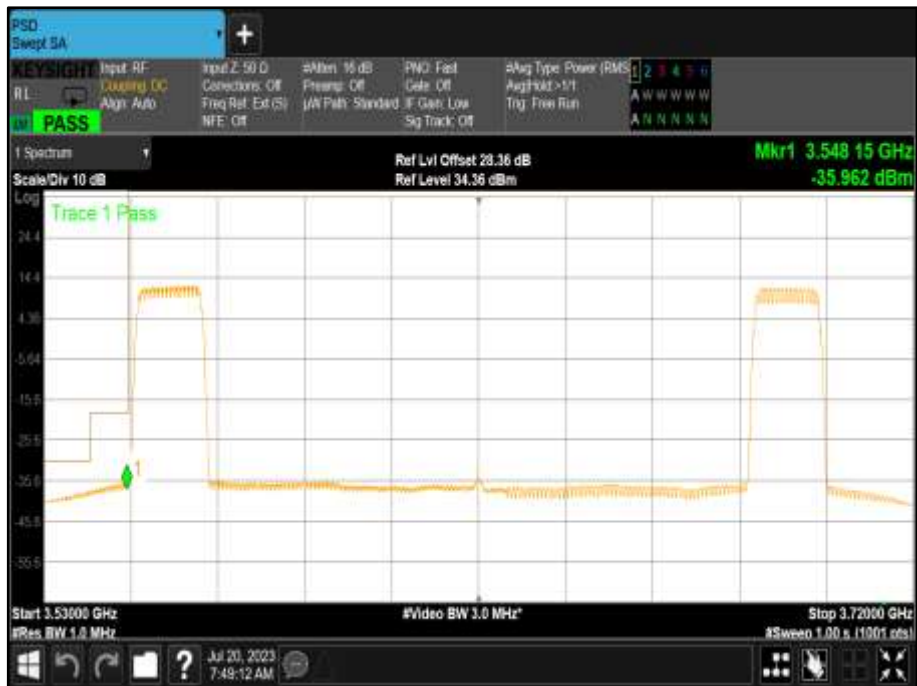 PSD
Swept SA
+
KEYSIGHT
Input: RF
Input Z: 50 Ω
#Atten: 16 dB
PNO: Fast
#Avg Type: Power (RMS
1 2 3 4 5 6
RL
Coupling: DC
Corrections: Off
Preamp: Off
Gate: Off
Avg|Hold:>1/1
Align: Auto
Freq Ref: Ext (S)
µW Path: Standard
IF Gain: Low
Trig: Free Run
A W W W W W
NFE: Off
Sig Track: Off
PASS
A N N N N N
1 Spectrum
Ref Lvl Offset 28.36 dB
Mkr1 3.548 15 GHz
Scale/Div 10 dB
Ref Level 34.36 dBm
-35.962 dBm
Log
Trace 1 Pass
24.4
14.4
4.36
-5.64
-15.6
-25.6
1
-35.6
-45.6
-55.6
Start 3.53000 GHz
#Video BW 3.0 MHz*
Stop 3.72000 GHz
#Res BW 1.0 MHz
#Sweep 1.00 s (1001 pts)
?
Jul 20, 2023
7:49:12 AM